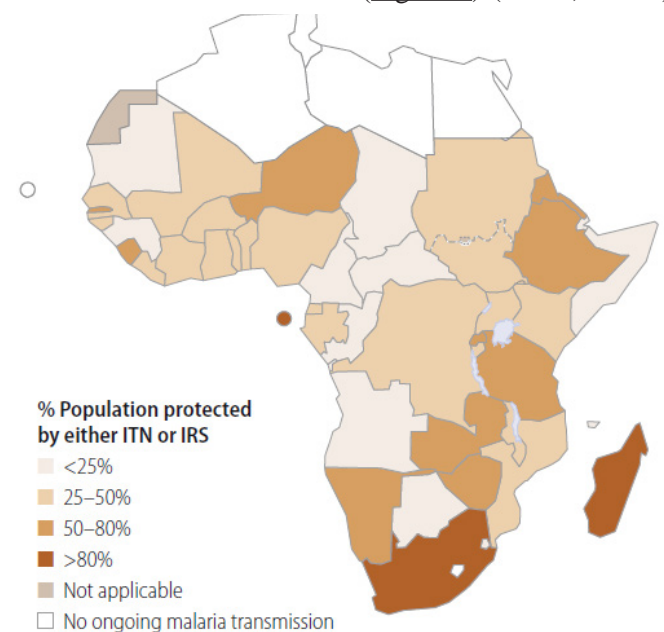 % Population protected
by either ITN or IRS
<25%
25–50%
50–80%
>80%
Not applicable
No ongoing malaria transmission